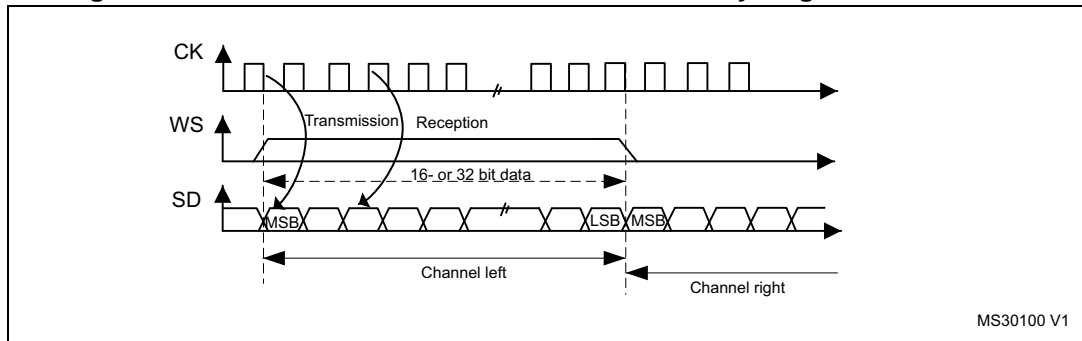 CK
Transmission
Reception
WS
16- or 32 bit data
SD
MSB
LSB
MSB
Channel left
Channel right
MS30100 V1